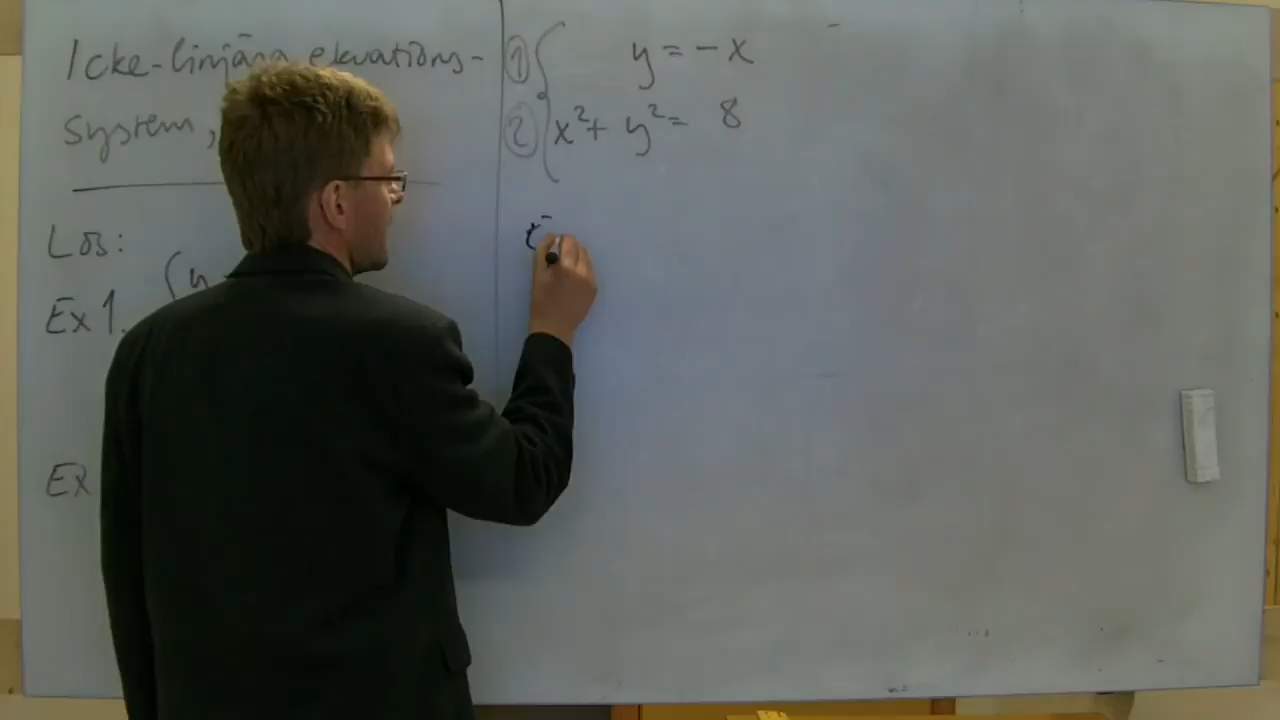 Icke-linjära ekvations-
system,
Lös:
Ex 1.
Ex
① y = -x
② x² + y² = 8